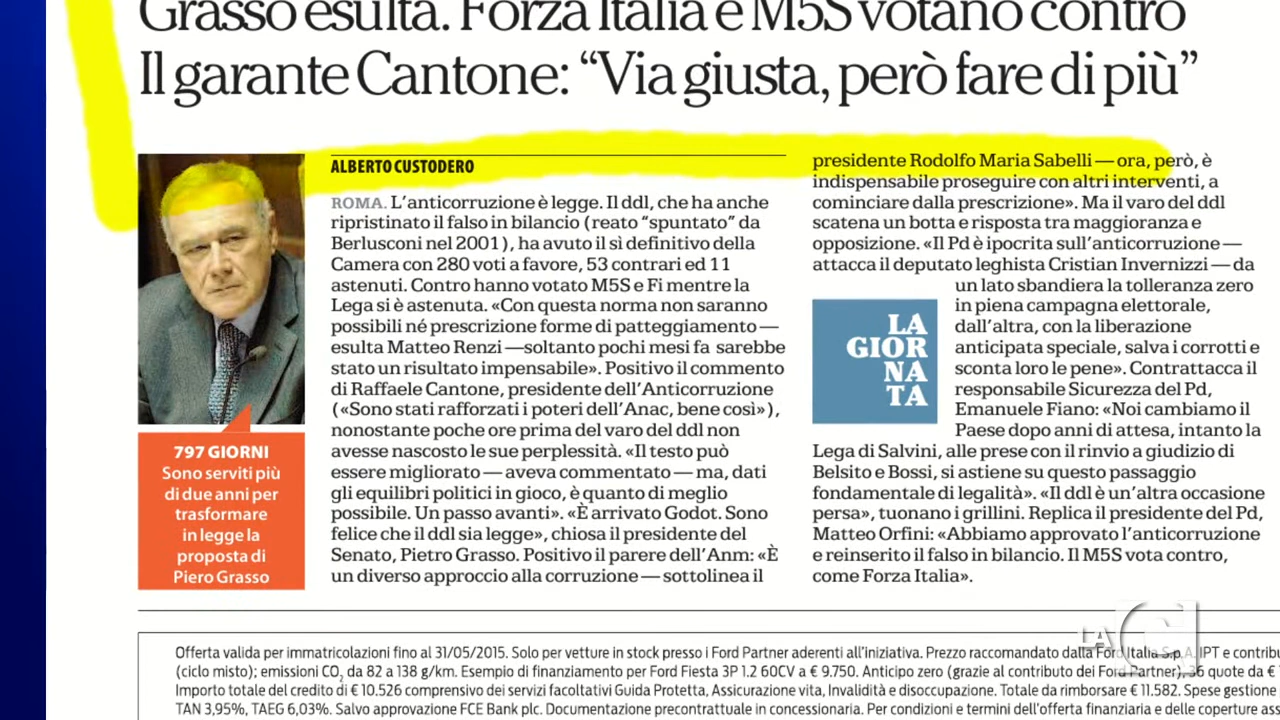 Grasso esulta. Forza Italia e M5S votano contro
Il garante Cantone: “Via giusta, però fare di più”
797 GIORNI
Sono serviti più
di due anni per
trasformare
in legge la
proposta di
Piero Grasso
ALBERTO CUSTODERO
ROMA. L’anticorruzione è legge. Il ddl, che ha anche
ripristinato il falso in bilancio (reato “spuntato” da
Berlusconi nel 2001), ha avuto il sì definitivo della
Camera con 280 voti a favore, 53 contrari ed 11
astenuti. Contro hanno votato M5S e Fi mentre la
Lega si è astenuta. «Con questa norma non saranno
possibili né prescrizione forme di patteggiamento —
esulta Matteo Renzi —soltanto pochi mesi fa sarebbe
stato un risultato impensabile». Positivo il commento
di Raffaele Cantone, presidente dell’Anticorruzione
(«Sono stati rafforzati i poteri dell’Anac, bene così»),
nonostante poche ore prima del varo del ddl non
avesse nascosto le sue perplessità. «Il testo può
essere migliorato — aveva commentato — ma, dati
gli equilibri politici in gioco, è quanto di meglio
possibile. Un passo avanti». «È arrivato Godot. Sono
felice che il ddl sia legge», chiosa il presidente del
Senato, Pietro Grasso. Positivo il parere dell’Anm: «È
un diverso approccio alla corruzione — sottolinea il
presidente Rodolfo Maria Sabelli — ora, però, è
indispensabile proseguire con altri interventi, a
cominciare dalla prescrizione». Ma il varo del ddl
scatena un botta e risposta tra maggioranza e
opposizione. «Il Pd è ipocrita sull’anticorruzione —
attacca il deputato leghista Cristian Invernizzi — da
un lato sbandiera la tolleranza zero
in piena campagna elettorale,
dall’altra, con la liberazione
anticipata speciale, salva i corrotti e
sconta loro le pene». Contrattacca il
responsabile Sicurezza del Pd,
Emanuele Fiano: «Noi cambiamo il
Paese dopo anni di attesa, intanto la
Lega di Salvini, alle prese con il rinvio a giudizio di
Belsito e Bossi, si astiene su questo passaggio
fondamentale di legalità». «Il ddl è un’altra occasione
persa», tuonano i grillini. Replica il presidente del Pd,
Matteo Orfini: «Abbiamo approvato l’anticorruzione
e reinserito il falso in bilancio. Il M5S vota contro,
come Forza Italia».
LA
GIOR
NA
TA
Offerta valida per immatricolazioni fino al 31/05/2015. Solo per vetture in stock presso i Ford Partner aderenti all’iniziativa. Prezzo raccomandato dalla Ford Italia S.p.A. IPT e contribu
(ciclo misto); emissioni CO2 da 82 a 138 g/km. Esempio di finanziamento per Ford Fiesta 3P 1.2 60CV a € 9.750. Anticipo zero (grazie al contributo dei Ford Partner), 36 quote da €
Importo totale del credito di € 10.526 comprensivo dei servizi facoltativi Guida Protetta, Assicurazione vita, Invalidità e disoccupazione. Totale da rimborsare € 11.582. Spese gestione
TAN 3,95%, TAEG 6,03%. Salvo approvazione FCE Bank plc. Documentazione precontrattuale in concessionaria. Per condizioni e termini dell’offerta finanziaria e delle coperture ass
LA C